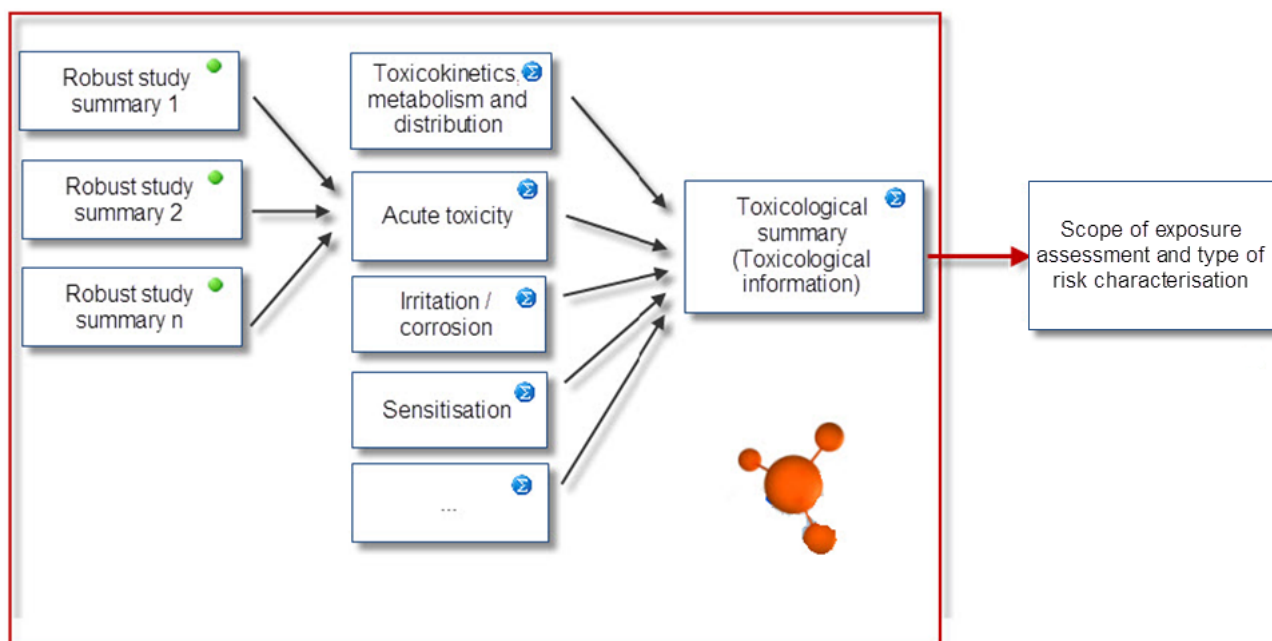 Robust study
summary 1
Robust study
summary 2
Robust study
summary n
Toxicokinetics,
metabolism and
distribution
Σ
Acute toxicity
Σ
Irritation /
corrosion
Σ
Sensitisation
Σ
...
Σ
Toxicological
summary
(Toxicological
information)
Σ
Scope of exposure
assessment and type of
risk characterisation